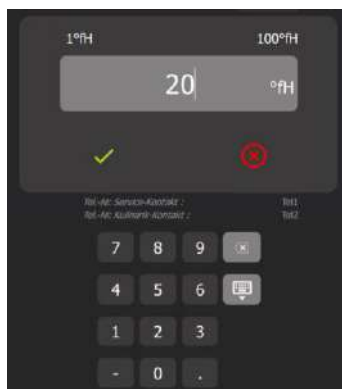 1°fH 100°fH
20 °fH
Tel.-Nr. Service-Kontakt : Tel1
Tel.-Nr. Kulinarik-Kontakt : Tel2
7 8 9
4 5 6
1 2 3
- 0 .